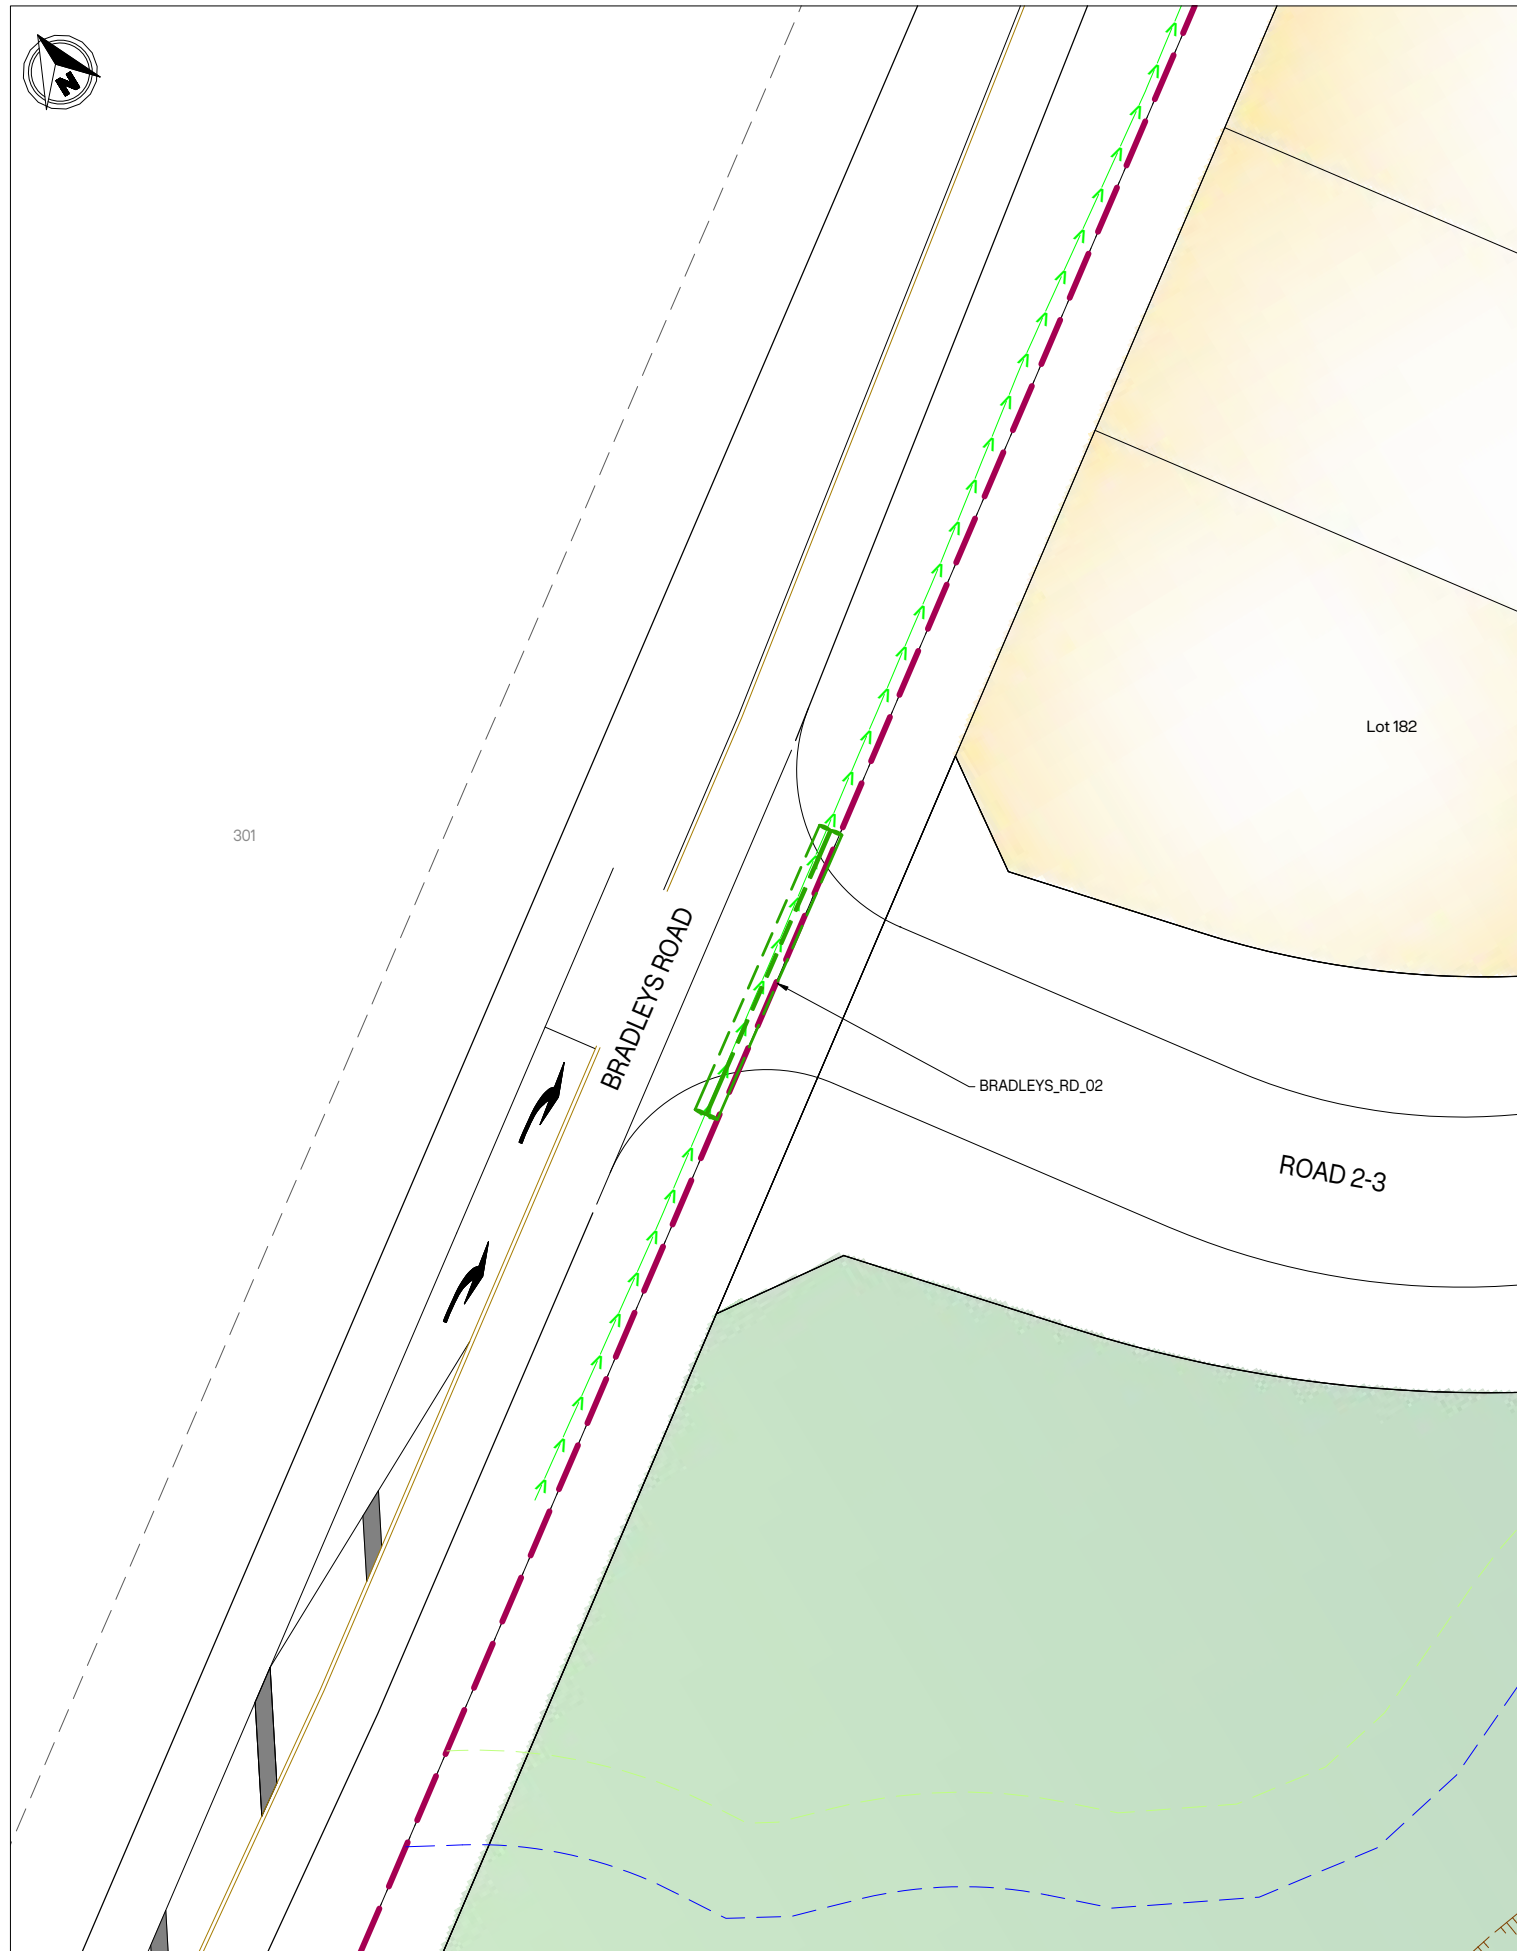 N
Lot 182
301
BRADLEYS ROAD
BRADLEYS_RD_02
ROAD 2-3